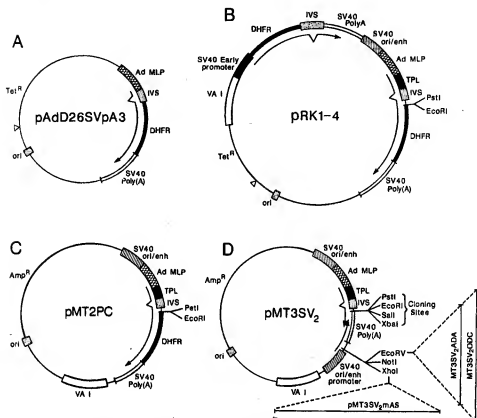 A
Ad MLP
IVS
Tet R
pAdD26SVpA3
DHFR
ori
SV40
Poly(A)
B
IVS
SV40
PolyA
DHFR
SV40
ori/enh
SV40 Early
promoter
Ad MLP
TPL
IVS
VA I
PstI
EcoRI
pRK1-4
DHFR
Tet R
SV40
Poly(A)
ori
C
SV40
ori/enh
Amp R
Ad MLP
TPL
IVS
pMT2PC
PstI
EcoRI
DHFR
ori
SV40
Poly(A)
VA I
D
SV40
ori/enh
Amp R
Ad MLP
TPL
IVS
pMT3SV2
PstI
EcoRI
SalI
XbaI
Cloning
Sites
SV40
Poly(A)
ori
SV40
ori/enh
promoter
VA I
EcoRV
NotI
XhoI
MT3SV2ADA
MT3SV2ODC
pMT3SV2mAS